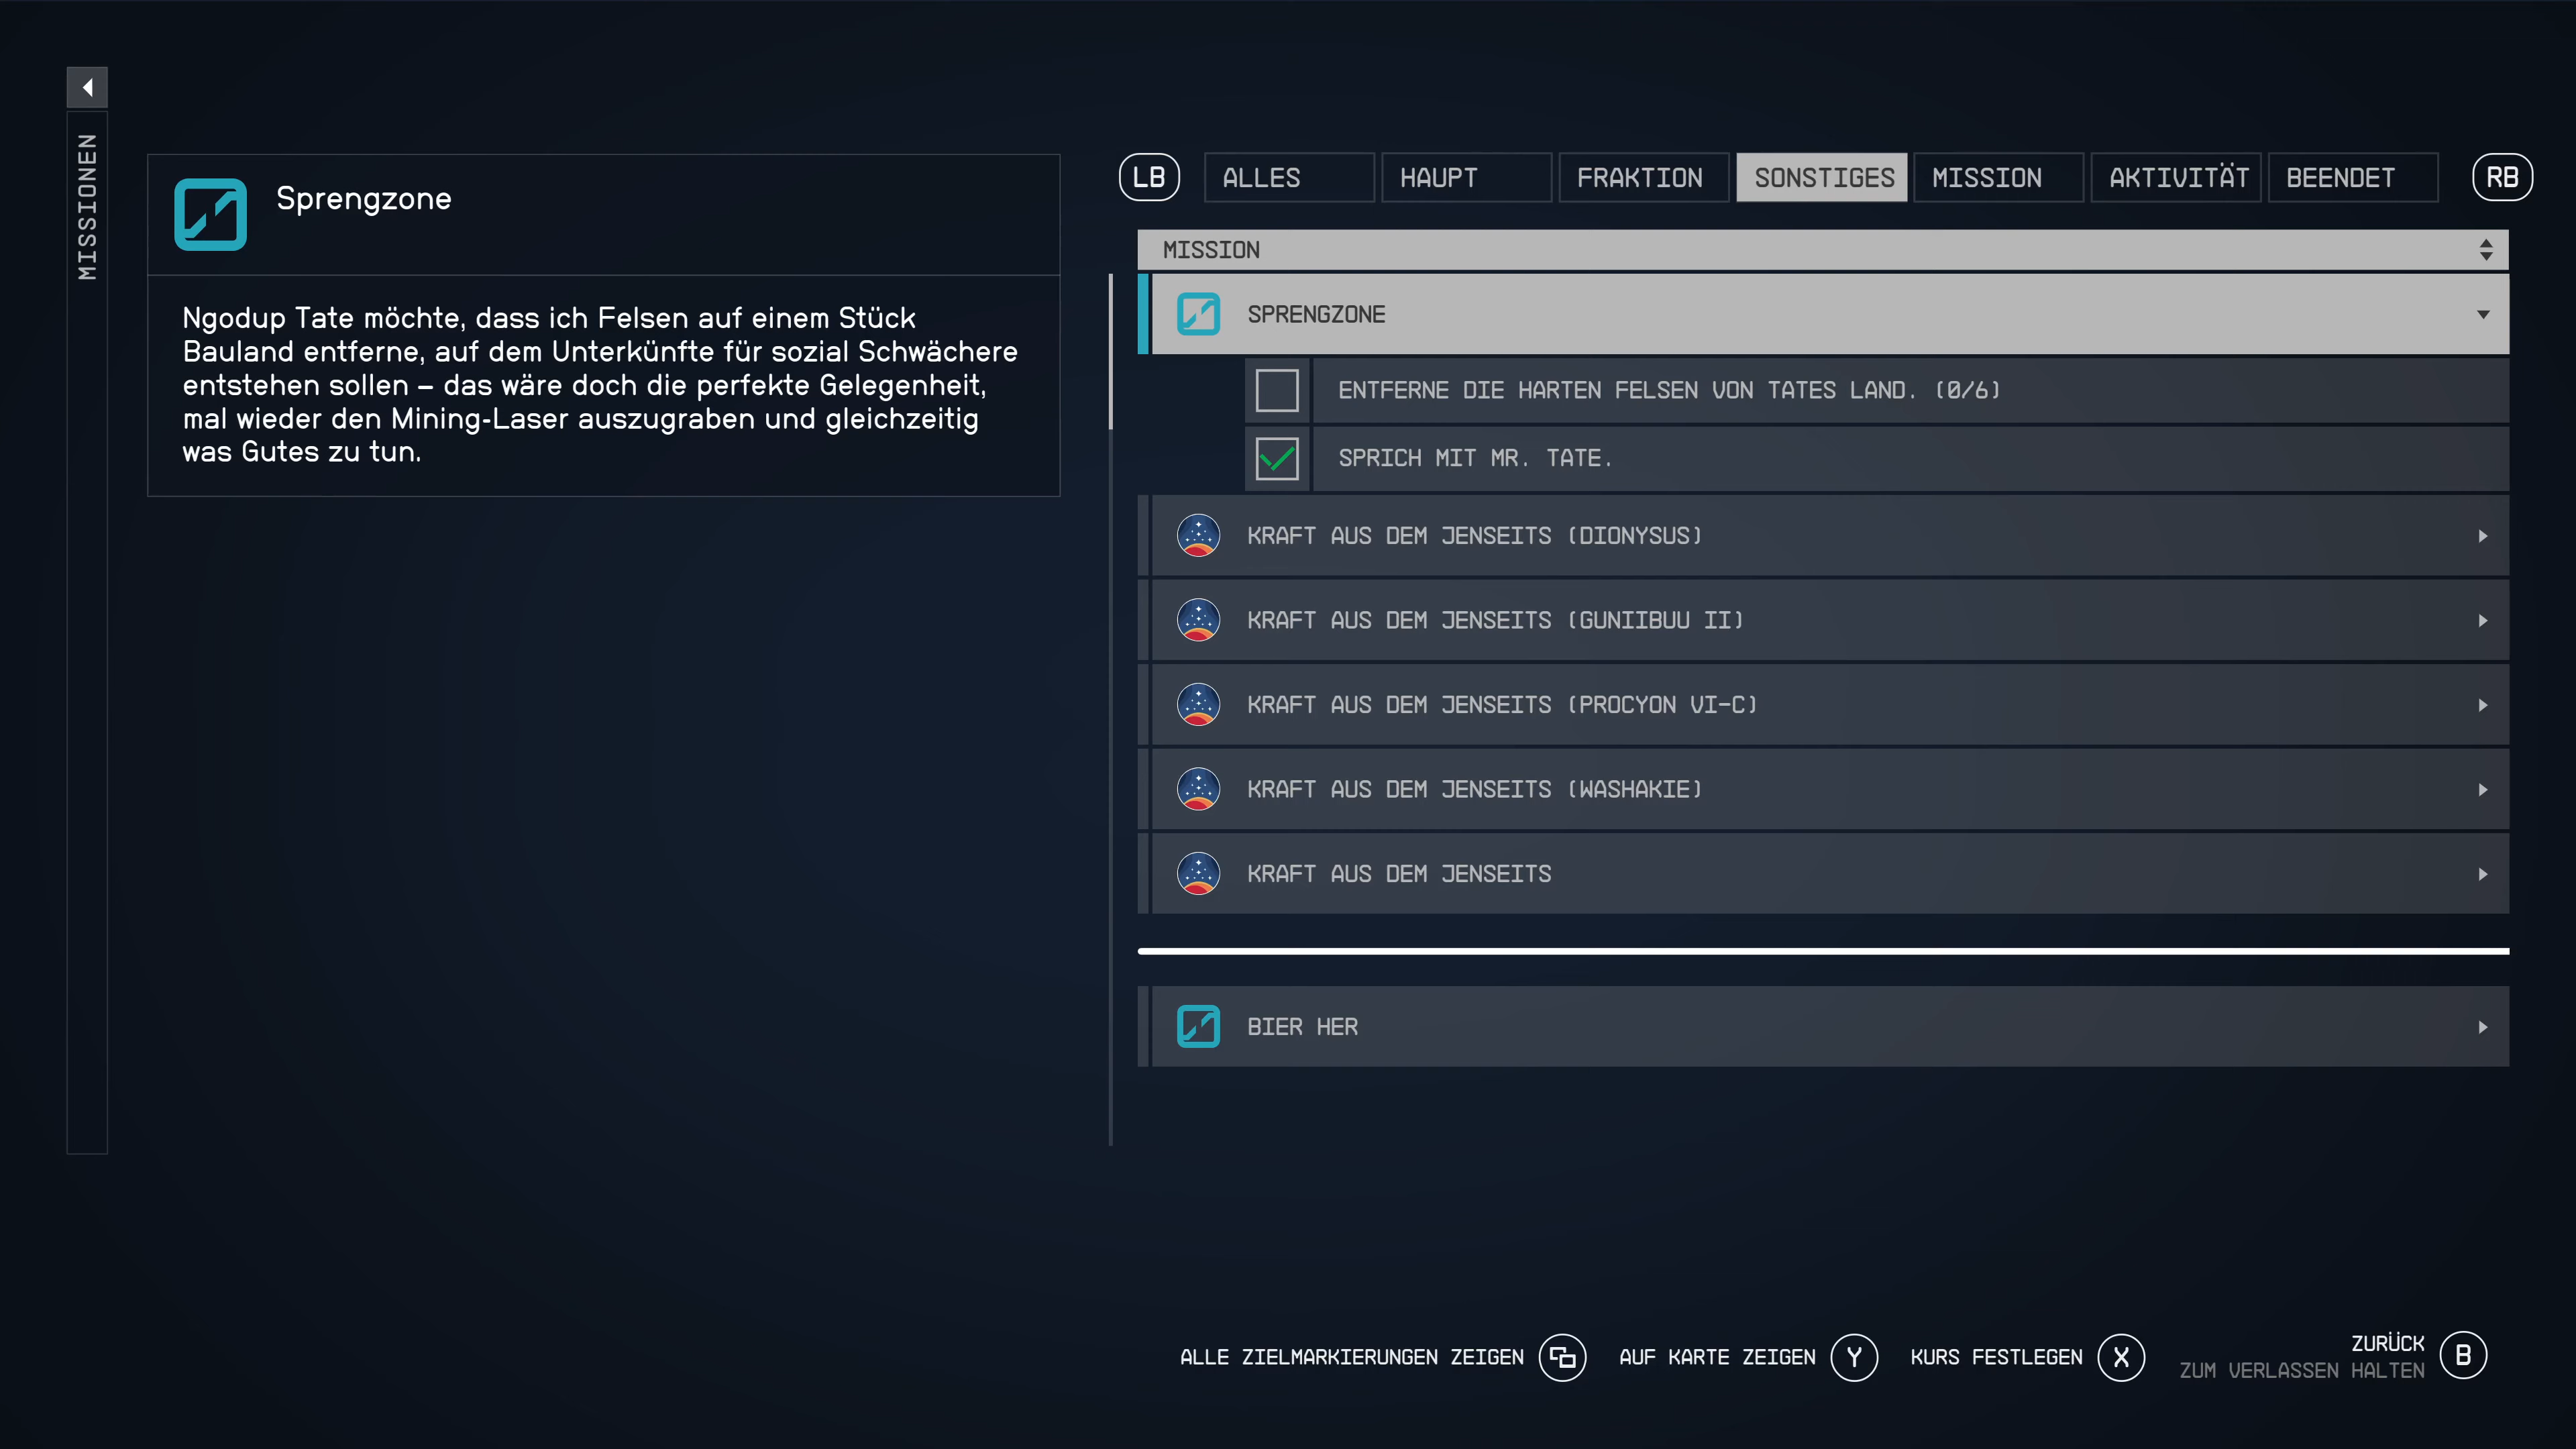 MISSIONEN
Sprengzone
Ngodup Tate möchte, dass ich Felsen auf einem Stück
Bauland entferne, auf dem Unterkünfte für sozial Schwächere
entstehen sollen – das wäre doch die perfekte Gelegenheit,
mal wieder den Mining-Laser auszugraben und gleichzeitig
was Gutes zu tun.
LB ALLES HAUPT FRAKTION SONSTIGES MISSION AKTIVITÄT BEENDET RB
MISSION
SPRENGZONE
ENTFERNE DIE HARTEN FELSEN VON TATES LAND. (0/6)
SPRICH MIT MR. TATE.
KRAFT AUS DEM JENSEITS (DIONYSUS)
KRAFT AUS DEM JENSEITS (GUNIIBUU II)
KRAFT AUS DEM JENSEITS (PROCYON VI-C)
KRAFT AUS DEM JENSEITS (WASHAKIE)
KRAFT AUS DEM JENSEITS
BIER HER
ALLE ZIELMARKIERUNGEN ZEIGEN AUF KARTE ZEIGEN Y KURS FESTLEGEN X ZURÜCK B
ZUM VERLASSEN HALTEN